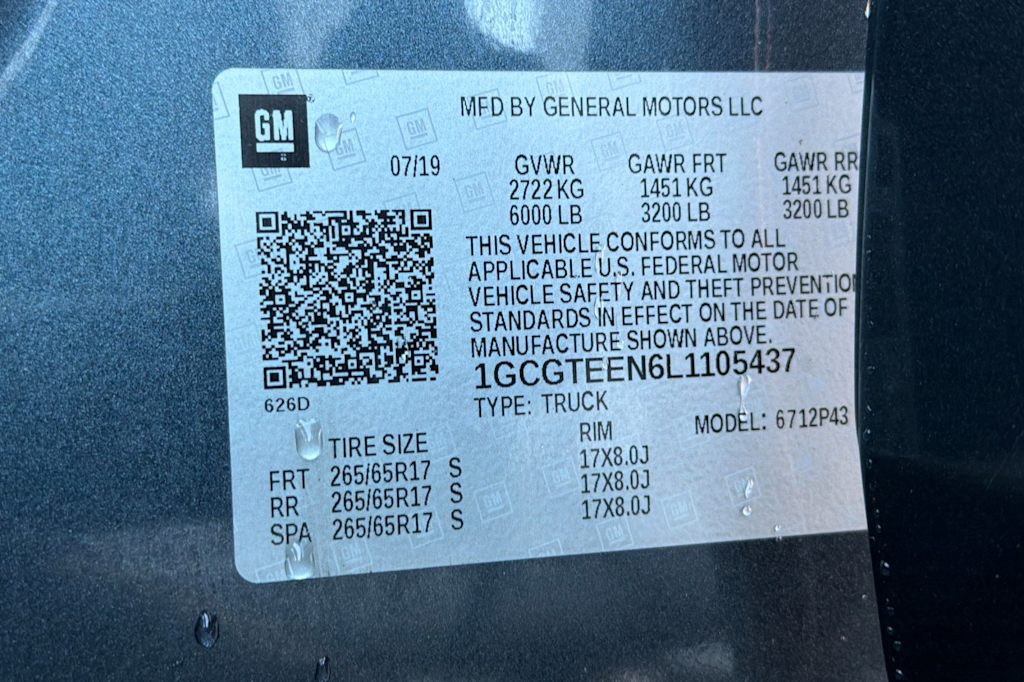 GM
MFD BY GENERAL MOTORS LLC
07/19 GVWR GAWR FRT GAWR RR
2722 KG 1451 KG 1451 KG
6000 LB 3200 LB 3200 LB
THIS VEHICLE CONFORMS TO ALL
APPLICABLE U.S. FEDERAL MOTOR
VEHICLE SAFETY AND THEFT PREVENTION
STANDARDS IN EFFECT ON THE DATE OF
MANUFACTURE SHOWN ABOVE.
1GCGTEEN6L1105437
626D
TYPE: TRUCK MODEL: 6712P43
TIRE SIZE RIM
FRT 265/65R17 S 17X8.0J
RR 265/65R17 S 17X8.0J
SPA 265/65R17 S 17X8.0J